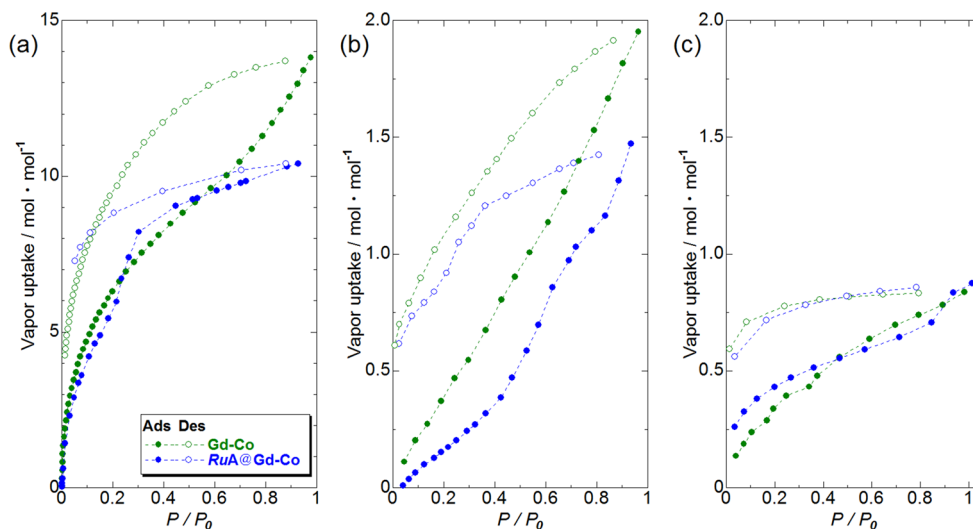 (a)
Vapor uptake / mol · mol⁻¹
15
10
5
0
0 0.2 0.4 0.6 0.8 1
P / P₀
Ads Des
Gd-Co
RuA@Gd-Co
(b)
Vapor uptake / mol · mol⁻¹
2.0
1.5
1.0
0.5
0
0 0.2 0.4 0.6 0.8 1
P / P₀
(c)
Vapor uptake / mol · mol⁻¹
2.0
1.5
1.0
0.5
0
0 0.2 0.4 0.6 0.8 1
P / P₀